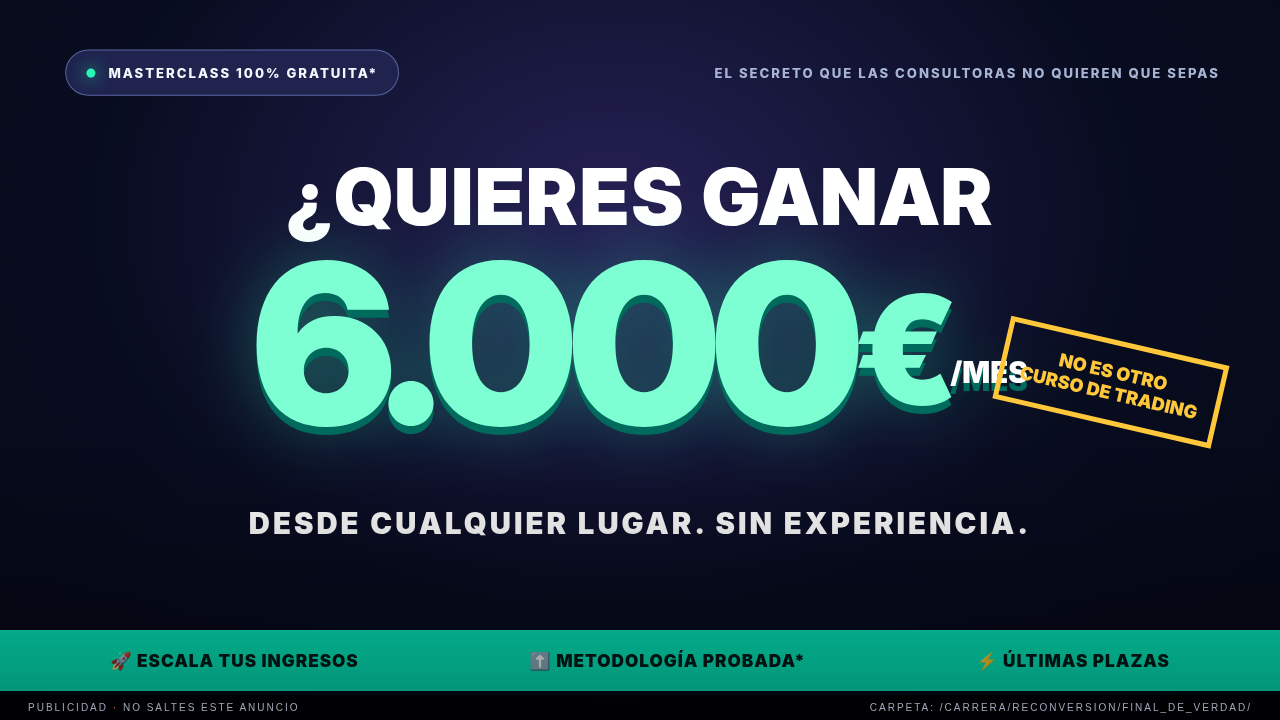 MASTERCLASS 100% GRATUITA*
EL SECRETO QUE LAS CONSULTORAS NO QUIEREN QUE SEPAS
¿QUIERES GANAR
6.000€/MES
NO ES OTRO
CURSO DE TRADING
DESDE CUALQUIER LUGAR. SIN EXPERIENCIA.
🚀 ESCALA TUS INGRESOS
⬆️ METODOLOGÍA PROBADA*
⚡ ÚLTIMAS PLAZAS
PUBLICIDAD · NO SALTES ESTE ANUNCIO
CARPETA: /CARRERA/RECONVERSION/FINAL_DE_VERDAD/